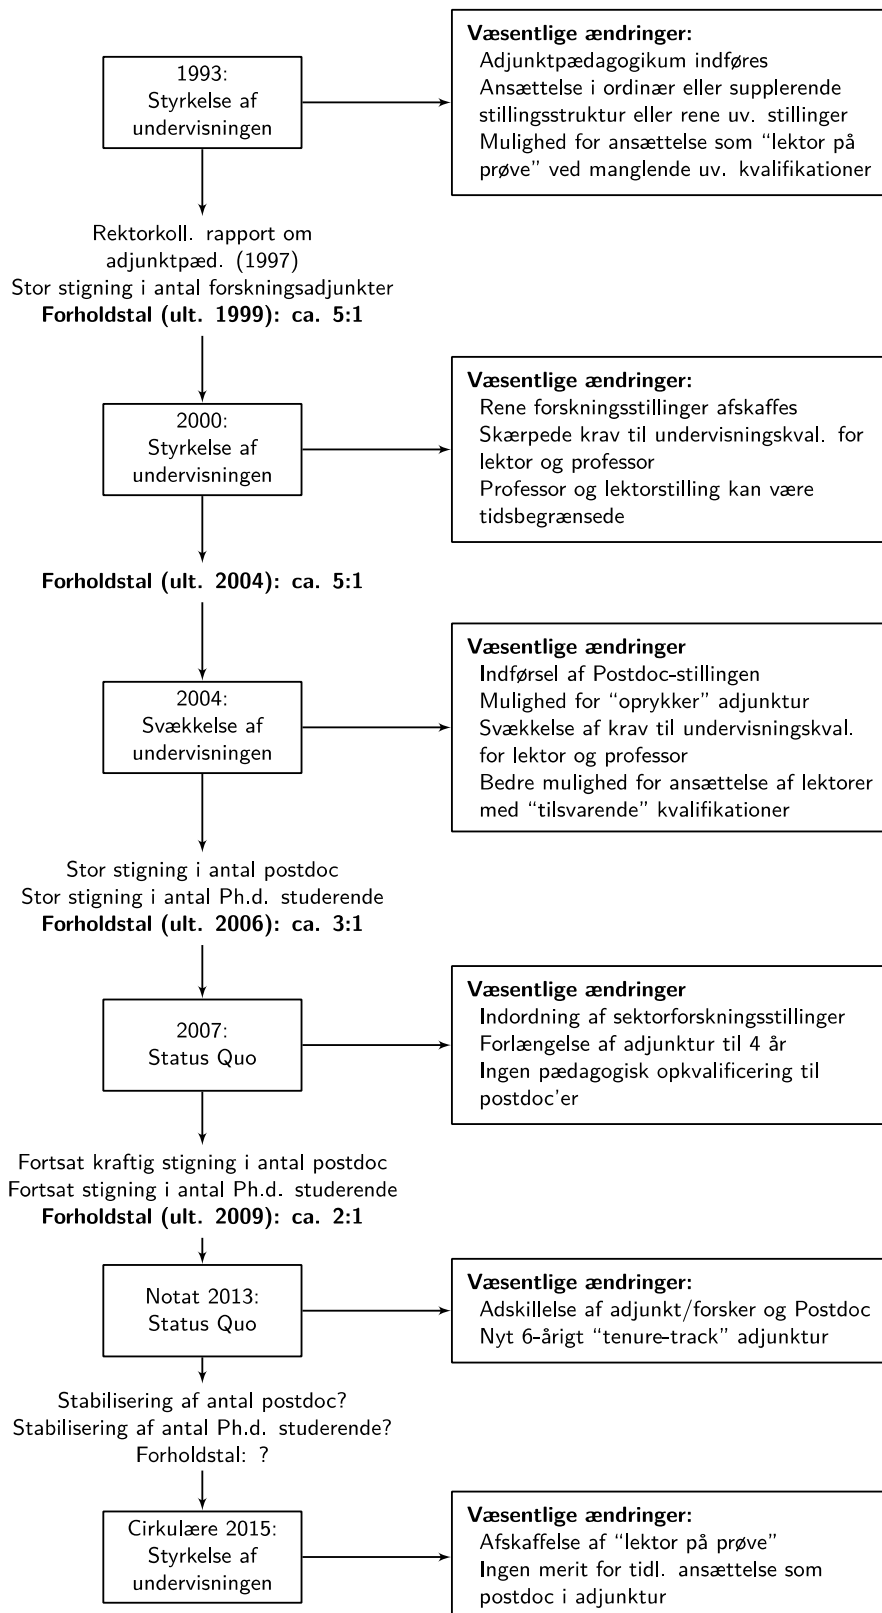 1993:
Styrkelse af
undervisningen
Væsentlige ændringer:
Adjunktpædagogikum indføres
Ansættelse i ordinær eller supplerende
stillingsstruktur eller rene uv. stillinger
Mulighed for ansættelse som “lektor på
prøve” ved manglende uv. kvalifikationer
Rektorkoll. rapport om
adjunktpæd. (1997)
Stor stigning i antal forskningsadjunkter
Forholdstal (ult. 1999): ca. 5:1
2000:
Styrkelse af
undervisningen
Væsentlige ændringer:
Rene forskningsstillinger afskaffes
Skærpede krav til undervisningskval. for
lektor og professor
Professor og lektorstilling kan være
tidsbegrænsede
Forholdstal (ult. 2004): ca. 5:1
2004:
Svækkelse af
undervisningen
Væsentlige ændringer
Indførsel af Postdoc-stillingen
Mulighed for “oprykker” adjunktur
Svækkelse af krav til undervisningskval.
for lektor og professor
Bedre mulighed for ansættelse af lektorer
med “tilsvarende” kvalifikationer
Stor stigning i antal postdoc
Stor stigning i antal Ph.d. studerende
Forholdstal (ult. 2006): ca. 3:1
2007:
Status Quo
Væsentlige ændringer
Indordning af sektorforskningsstillinger
Forlængelse af adjunktur til 4 år
Ingen pædagogisk opkvalificering til
postdoc'er
Fortsat kraftig stigning i antal postdoc
Fortsat stigning i antal Ph.d. studerende
Forholdstal (ult. 2009): ca. 2:1
Notat 2013:
Status Quo
Væsentlige ændringer:
Adskillelse af adjunkt/forsker og Postdoc
Nyt 6-årigt “tenure-track” adjunktur
Stabilisering af antal postdoc?
Stabilisering af antal Ph.d. studerende?
Forholdstal: ?
Cirkulære 2015:
Styrkelse af
undervisningen
Væsentlige ændringer:
Afskaffelse af “lektor på prøve”
Ingen merit for tidl. ansættelse som
postdoc i adjunktur